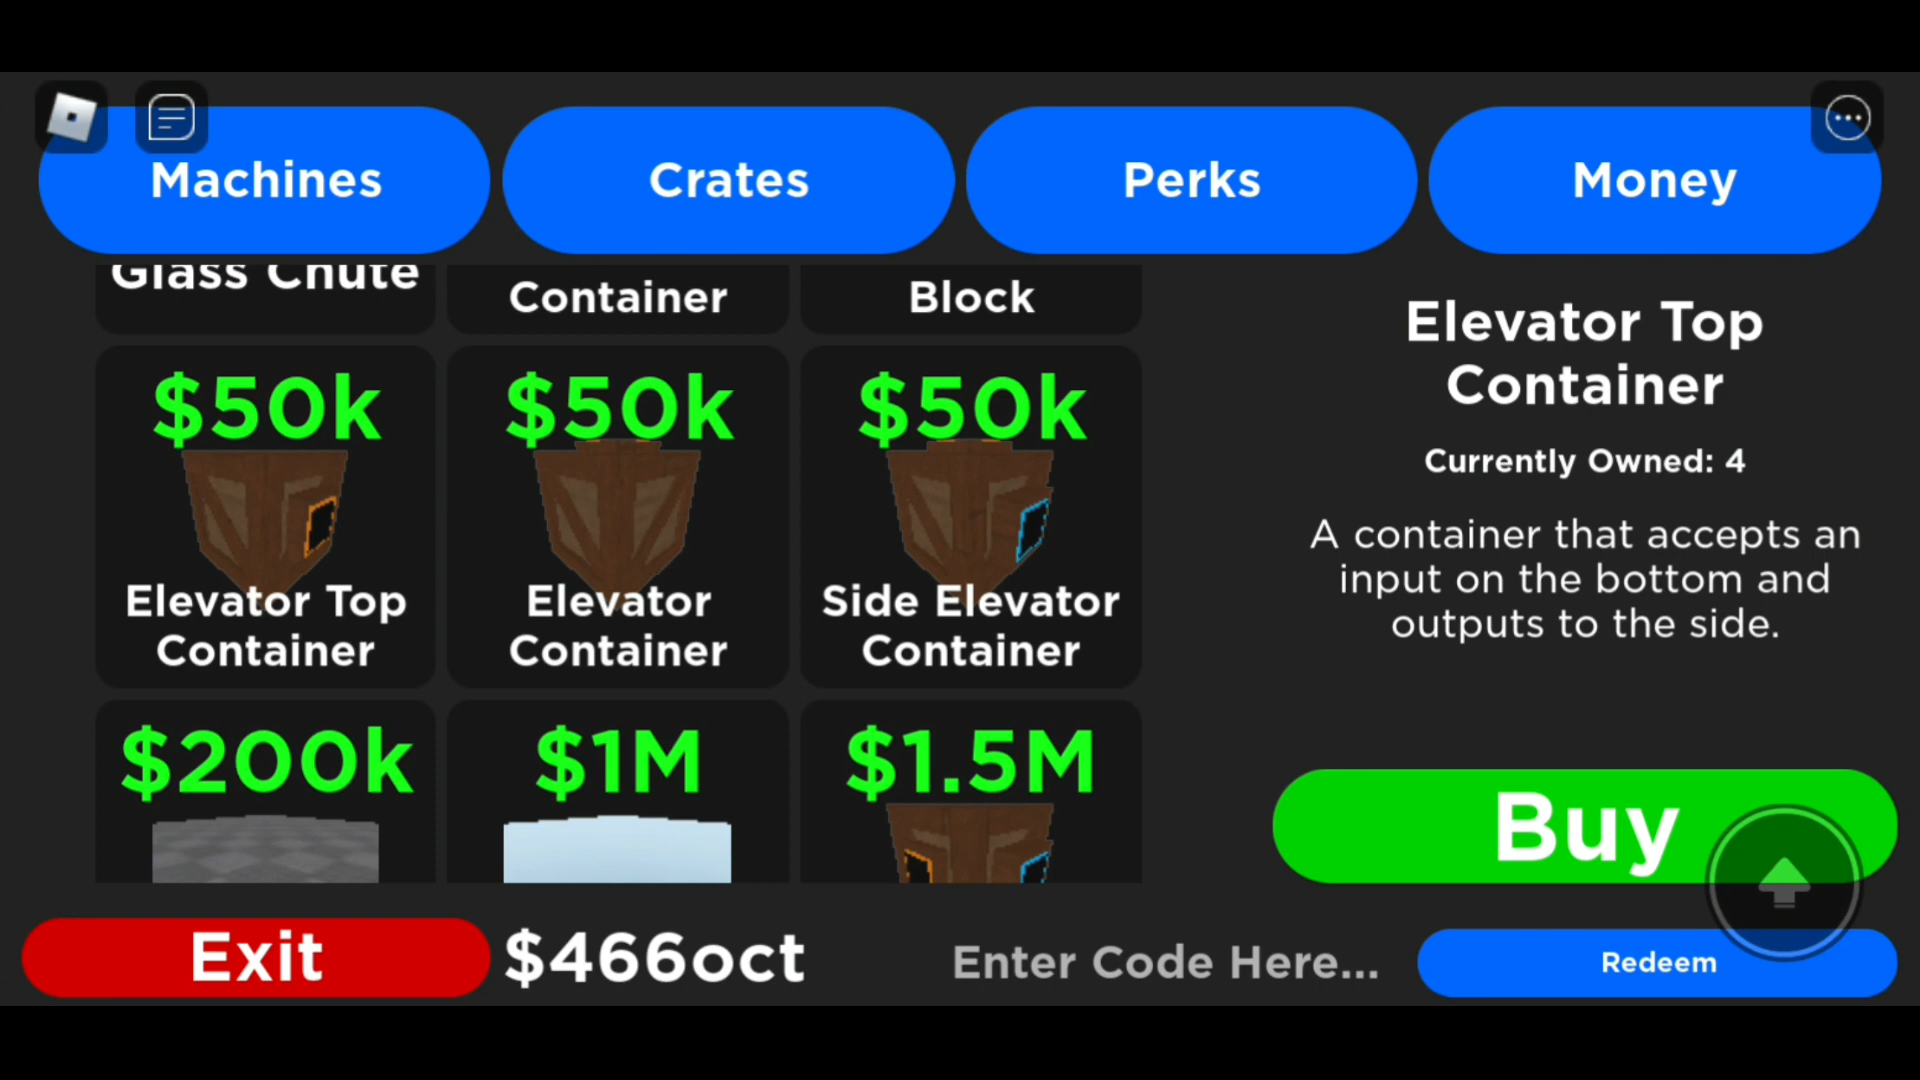 Machines
Crates
Perks
Money
Glass Chute
Container
Block
$50k
Elevator Top
Container
$50k
Elevator
Container
$50k
Side Elevator
Container
$200k
$1M
$1.5M
Elevator Top
Container
Currently Owned: 4
A container that accepts an
input on the bottom and
outputs to the side.
Buy
Exit
$466oct
Enter Code Here...
Redeem